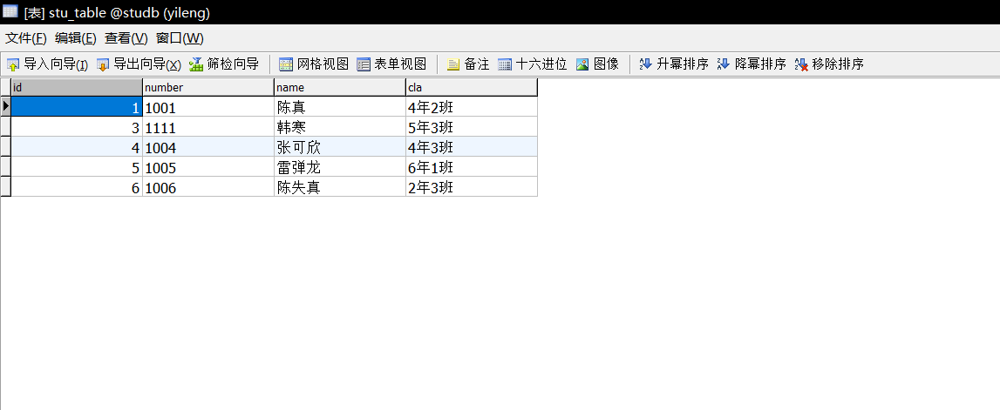 [表] stu_table @studb (yileng)
文件(F) 编辑(E) 查看(V) 窗口(W)
导入向导(I) 导出向导(X) 筛检向导 网格视图 表单视图 备注 十六进位 图像 升幂排序 降幂排序 移除排序
id number name cla
1 1001 陈真 4年2班
3 1111 韩寒 5年3班
4 1004 张可欣 4年3班
5 1005 雷弹龙 6年1班
6 1006 陈失真 2年3班